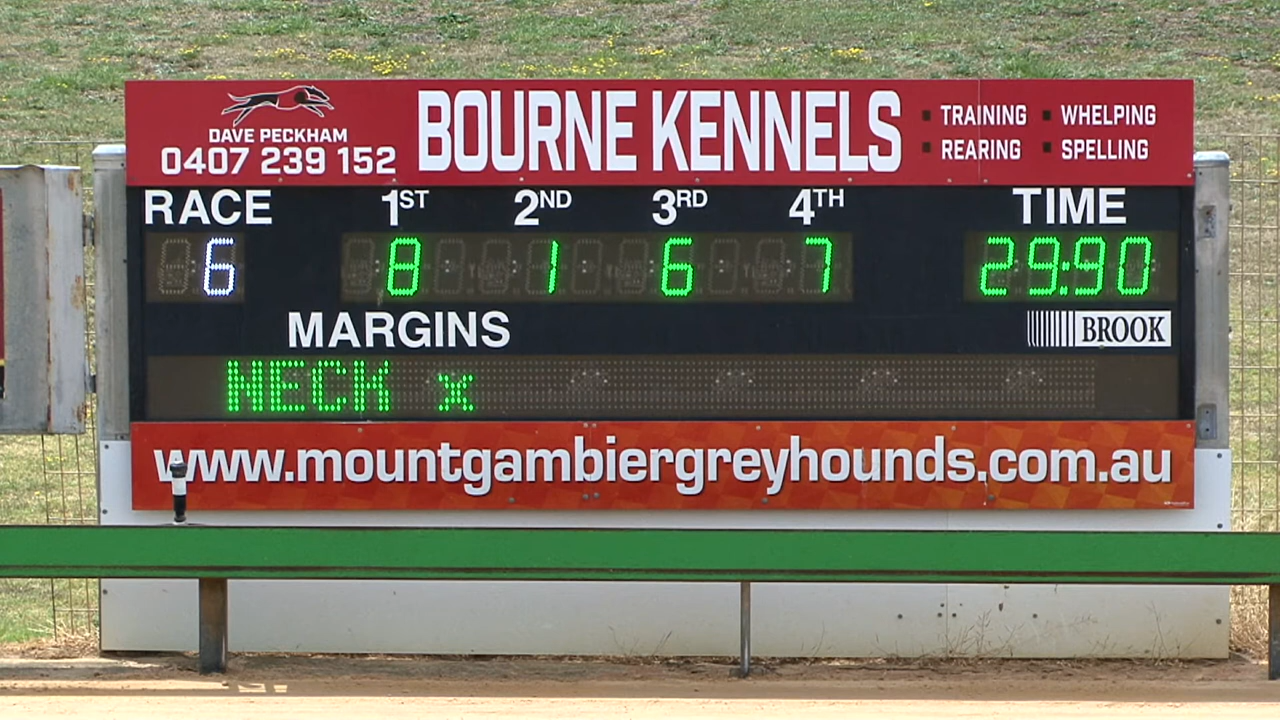 DAVE PECKHAM
0407 239 152
BOURNE KENNELS
TRAINING
WHELPING
REARING
SPELLING
RACE 1ST 2ND 3RD 4TH TIME
6 8 1 6 7 29:90
MARGINS
BROOK
NECK x
www.mountgambiergreyhounds.com.au